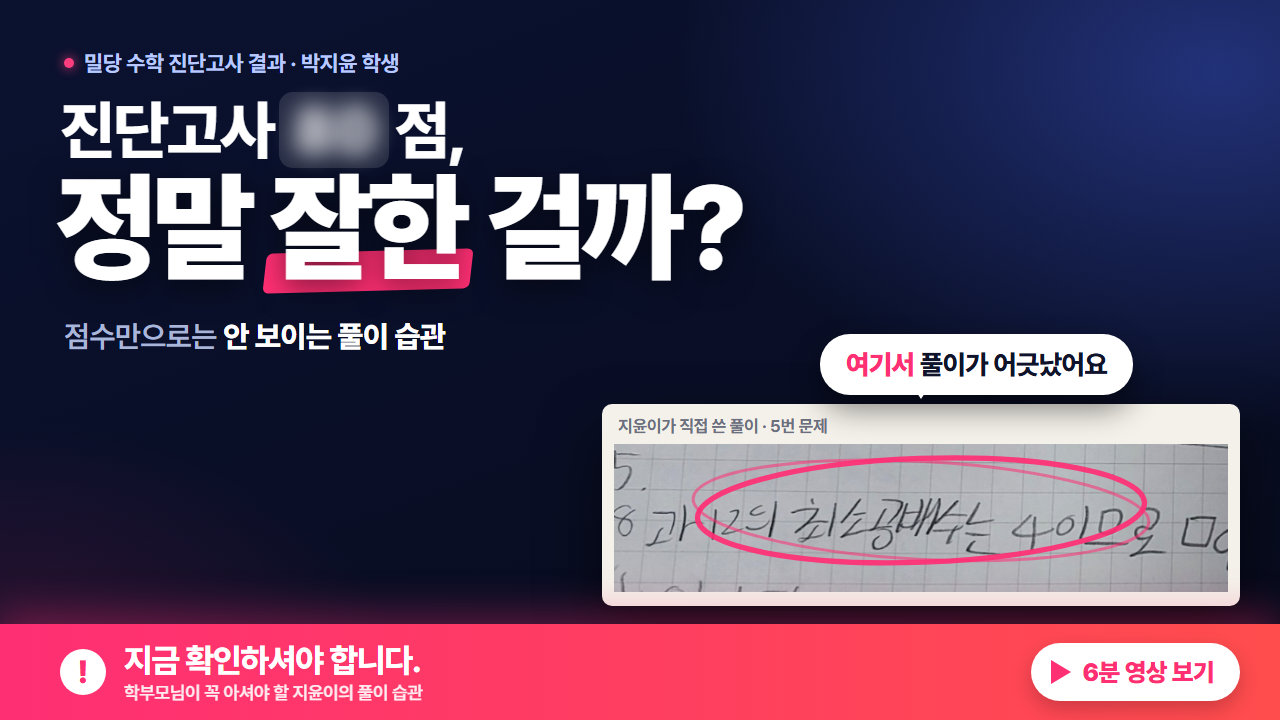 밀당 수학 진단고사 결과 · 박지윤 학생
진단고사 점,
정말 잘한 걸까?
점수만으로는 안 보이는 풀이 습관
여기서 풀이가 어긋났어요
지윤이가 직접 쓴 풀이 · 5번 문제
5.
8과 12의 최소공배수는 4이므로
!
지금 확인하셔야 합니다.
학부모님이 꼭 아셔야 할 지윤이의 풀이 습관
6분 영상 보기